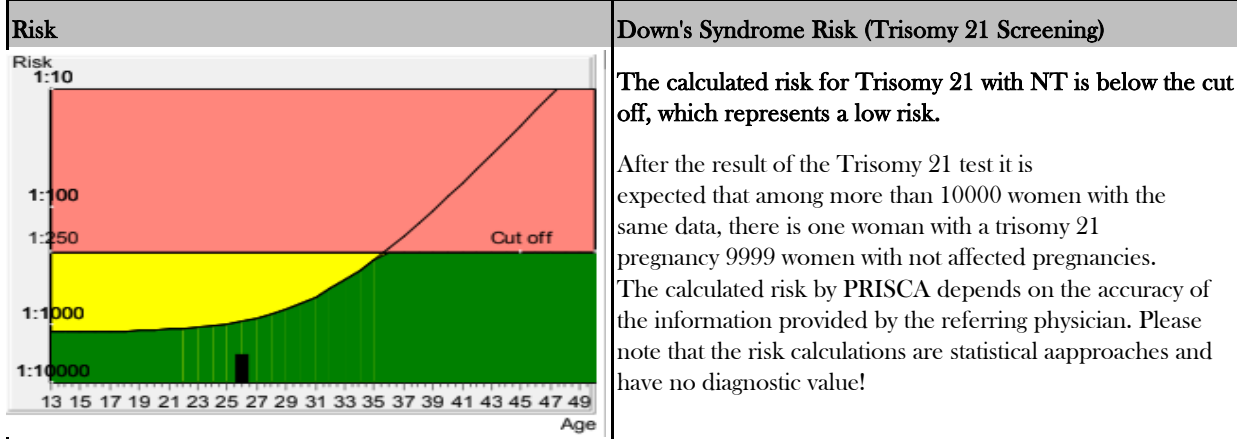 Risk
Down's Syndrome Risk (Trisomy 21 Screening)
Risk
1:10
1:100
1:250
Cut off
1:1000
1:10000
13 15 17 19 21 23 25 27 29 31 33 35 37 39 41 43 45 47 49
Age
The calculated risk for Trisomy 21 with NT is below the cut
off, which represents a low risk.
After the result of the Trisomy 21 test it is
expected that among more than 10000 women with the
same data, there is one woman with a trisomy 21
pregnancy 9999 women with not affected pregnancies.
The calculated risk by PRISCA depends on the accuracy of
the information provided by the referring physician. Please
note that the risk calculations are statistical aapproaches and
have no diagnostic value!